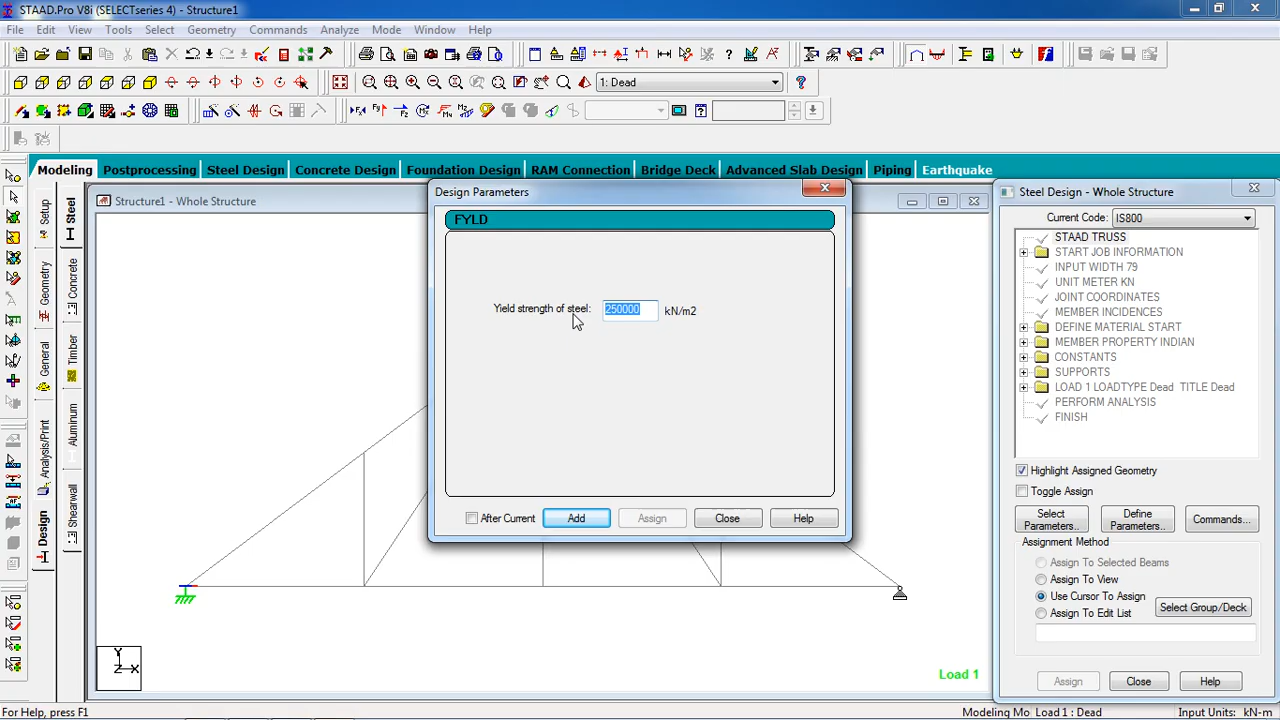 STAAD.Pro V8i (SELECTseries 4) - Structure1
File Edit View Tools Select Geometry Commands Analyze Mode Window Help
1: Dead
Modeling Postprocessing Steel Design Concrete Design Foundation Design RAM Connection Bridge Deck Advanced Slab Design Piping Earthquake
Structure1 - Whole Structure
Setup
Geometry
General
Analysis/Print
Design
Steel
Concrete
Timber
Aluminum
Shearwall
Design Parameters
FYLD
Yield strength of steel: 250000 kN/m2
After Current Add Assign Close Help
Y
Z X
Load 1
Steel Design - Whole Structure
Current Code: IS800
STAAD TRUSS
START JOB INFORMATION
INPUT WIDTH 79
UNIT METER KN
JOINT COORDINATES
MEMBER INCIDENCES
DEFINE MATERIAL START
MEMBER PROPERTY INDIAN
CONSTANTS
SUPPORTS
LOAD 1 LOADTYPE Dead TITLE Dead
PERFORM ANALYSIS
FINISH
Highlight Assigned Geometry
Toggle Assign
Select Parameters..
Define Parameters..
Commands...
Assignment Method
Assign To Selected Beams
Assign To View
Use Cursor To Assign
Assign To Edit List
Select Group/Deck
Assign Close Help
For Help, press F1
Modeling Mo Load 1 : Dead Input Units: kN-m